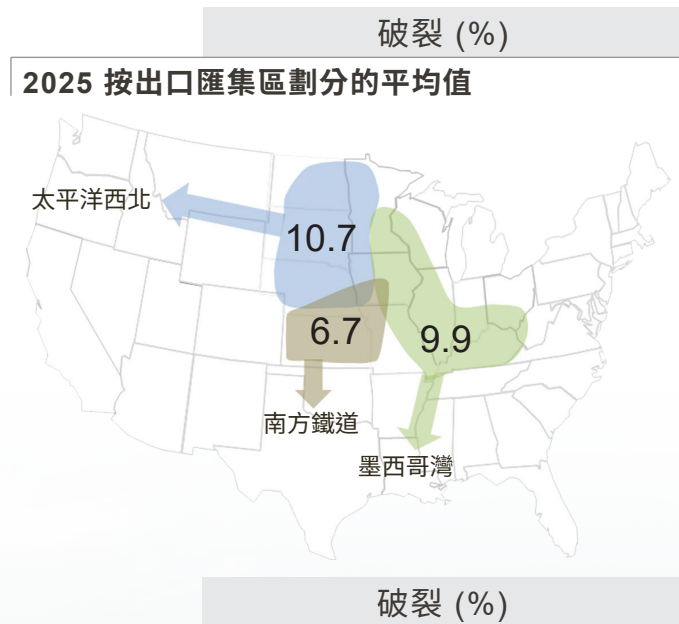 破裂 (%)
2025 按出口匯集區劃分的平均值
太平洋西北
10.7
6.7
9.9
南方鐵道
墨西哥灣
破裂 (%)